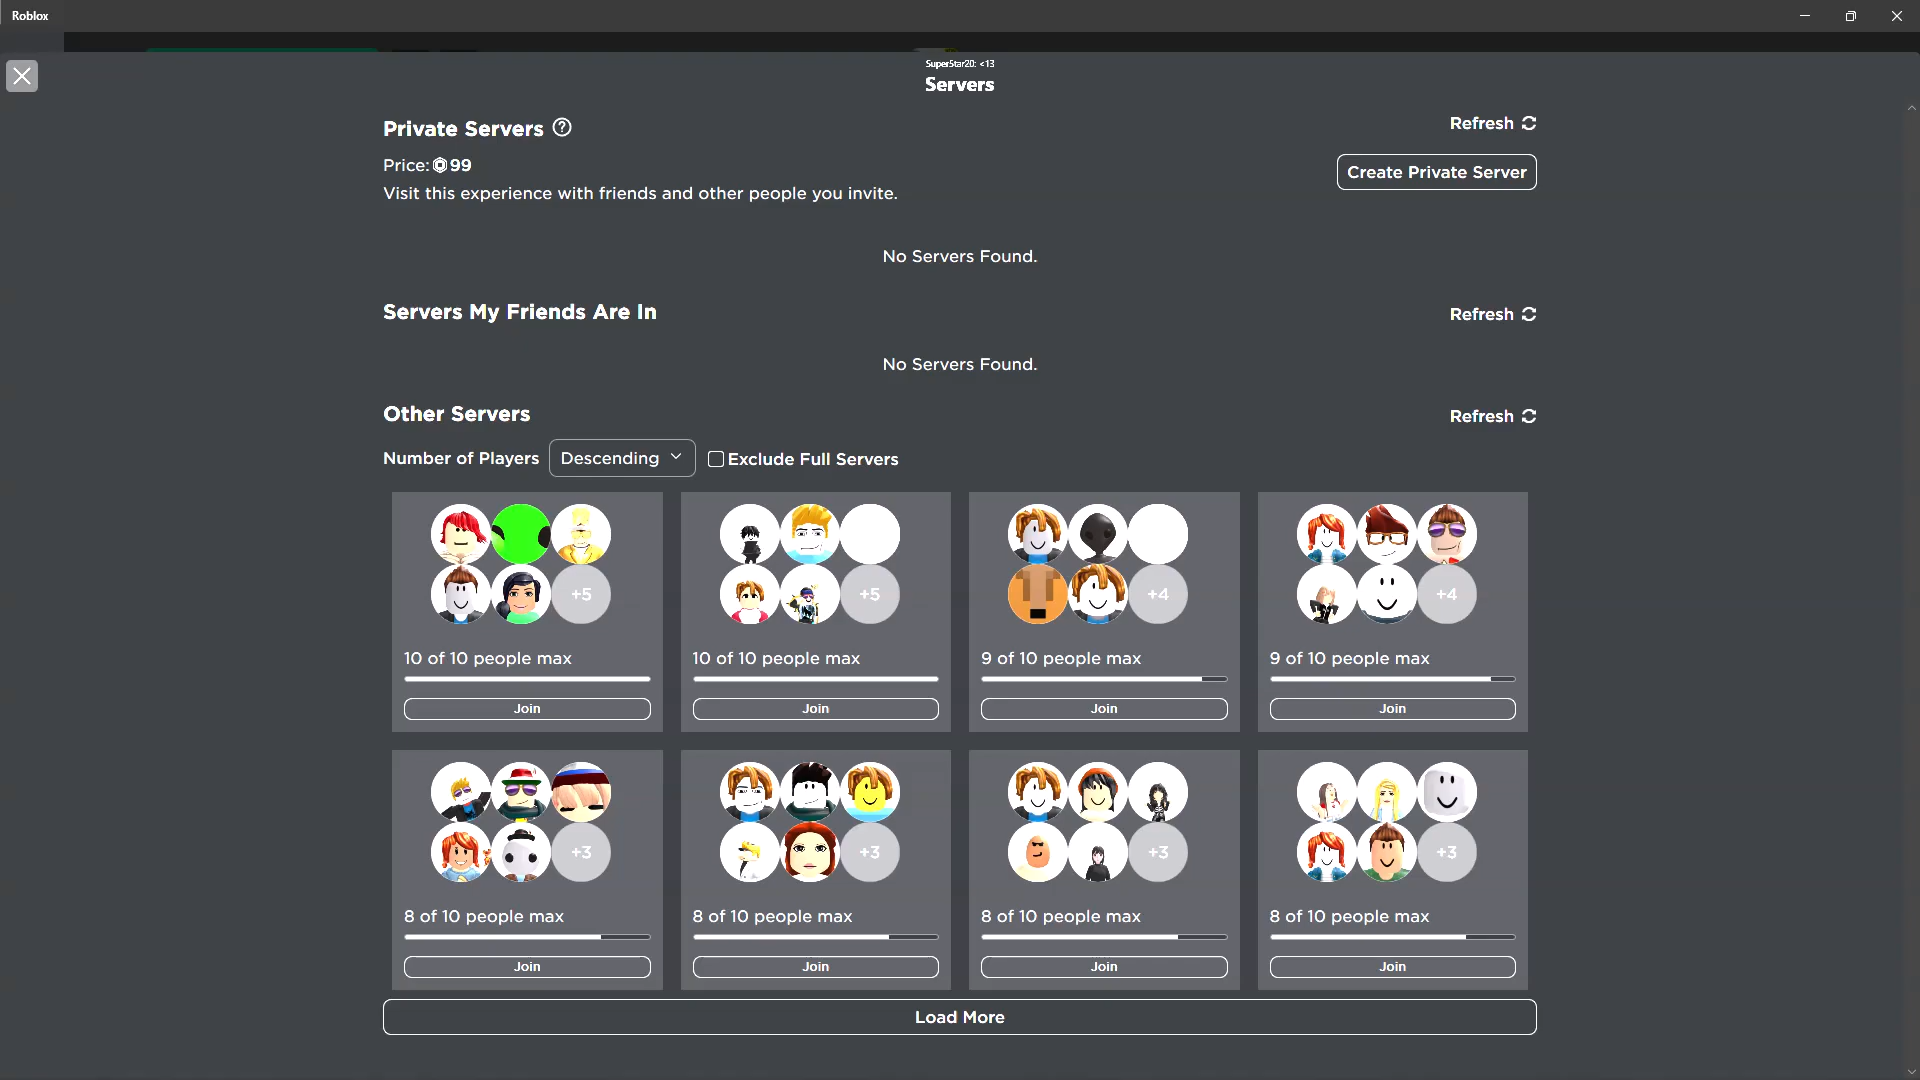 Roblox
SuperStar20: <13
Servers
Private Servers
Refresh
Price: 99
Create Private Server
Visit this experience with friends and other people you invite.
No Servers Found.
Servers My Friends Are In
Refresh
No Servers Found.
Other Servers
Refresh
Number of Players Descending Exclude Full Servers
+5 +5 +4 +4
10 of 10 people max 10 of 10 people max 9 of 10 people max 9 of 10 people max
Join Join Join Join
+3 +3 +3 +3
8 of 10 people max 8 of 10 people max 8 of 10 people max 8 of 10 people max
Join Join Join Join
Load More